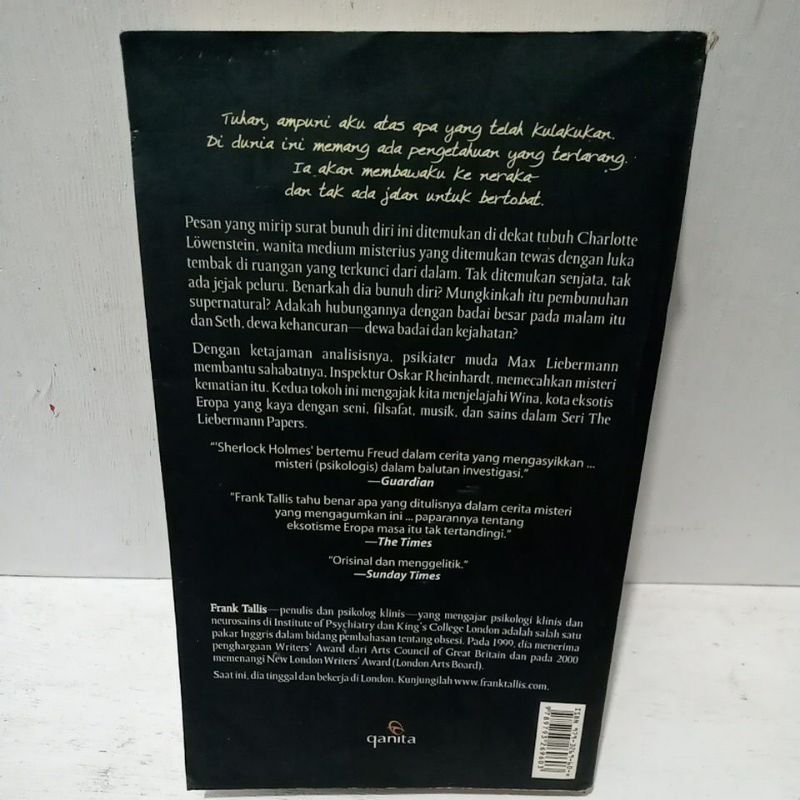 Tuhan, ampuni aku atas apa yang telah kulakukan.
Di dunia ini memang ada pengetahuan yang terlarang.
Ia akan membawaku ke neraka
dan tak ada jalan untuk bertobat.
Pesan yang mirip surat bunuh diri ini ditemukan di dekat tubuh Charlotte
Löwenstein, wanita medium misterius yang ditemukan tewas dengan luka
tembak di ruangan yang terkunci dari dalam. Tak ditemukan senjata, tak
ada jejak peluru. Benarkah dia bunuh diri? Mungkinkah itu pembunuhan
supernatural? Adakah hubungannya dengan badai besar pada malam itu
dan Seth, dewa kehancuran—dewa badai dan kejahatan?
Dengan ketajaman analisisnya, psikiater muda Max Liebermann
membantu sahabatnya, Inspektur Oskar Rheinhardt, memecahkan misteri
kematian itu. Kedua tokoh ini mengajak kita menjelajahi Wina, kota eksotis
Eropa yang kaya dengan seni, filsafat, musik, dan sains dalam Seri The
Liebermann Papers.
"'Sherlock Holmes' bertemu Freud dalam cerita yang mengasyikkan ...
misteri (psikologis) dalam balutan investigasi."
—Guardian
"Frank Tallis tahu benar apa yang ditulisnya dalam cerita misteri
yang mengagumkan ini ... paparannya tentang
eksotisme Eropa masa itu tak tertandingi."
—The Times
"Orisinal dan menggelitik."
—Sunday Times
Frank Tallis—penulis dan psikolog klinis—yang mengajar psikologi klinis dan
neurosains di Institute of Psychiatry dan King's College London adalah salah satu
pakar Inggris dalam bidang pembahasan tentang obsesi. Pada 1999, dia menerima
penghargaan Writers' Award dari Arts Council of Great Britain dan pada 2000
memenangi New London Writers' Award (London Arts Board).
Saat ini, dia tinggal dan bekerja di London. Kunjungilah www.franktallis.com.
qanita